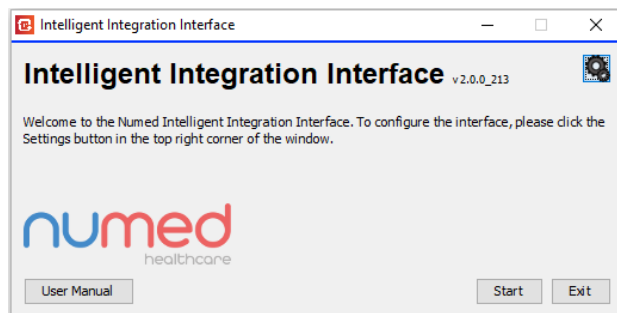 Intelligent Integration Interface
Intelligent Integration Interface v2.0.0_213
Welcome to the Numed Intelligent Integration Interface. To configure the interface, please click the
Settings button in the top right corner of the window.
numed
healthcare
User Manual
Start
Exit